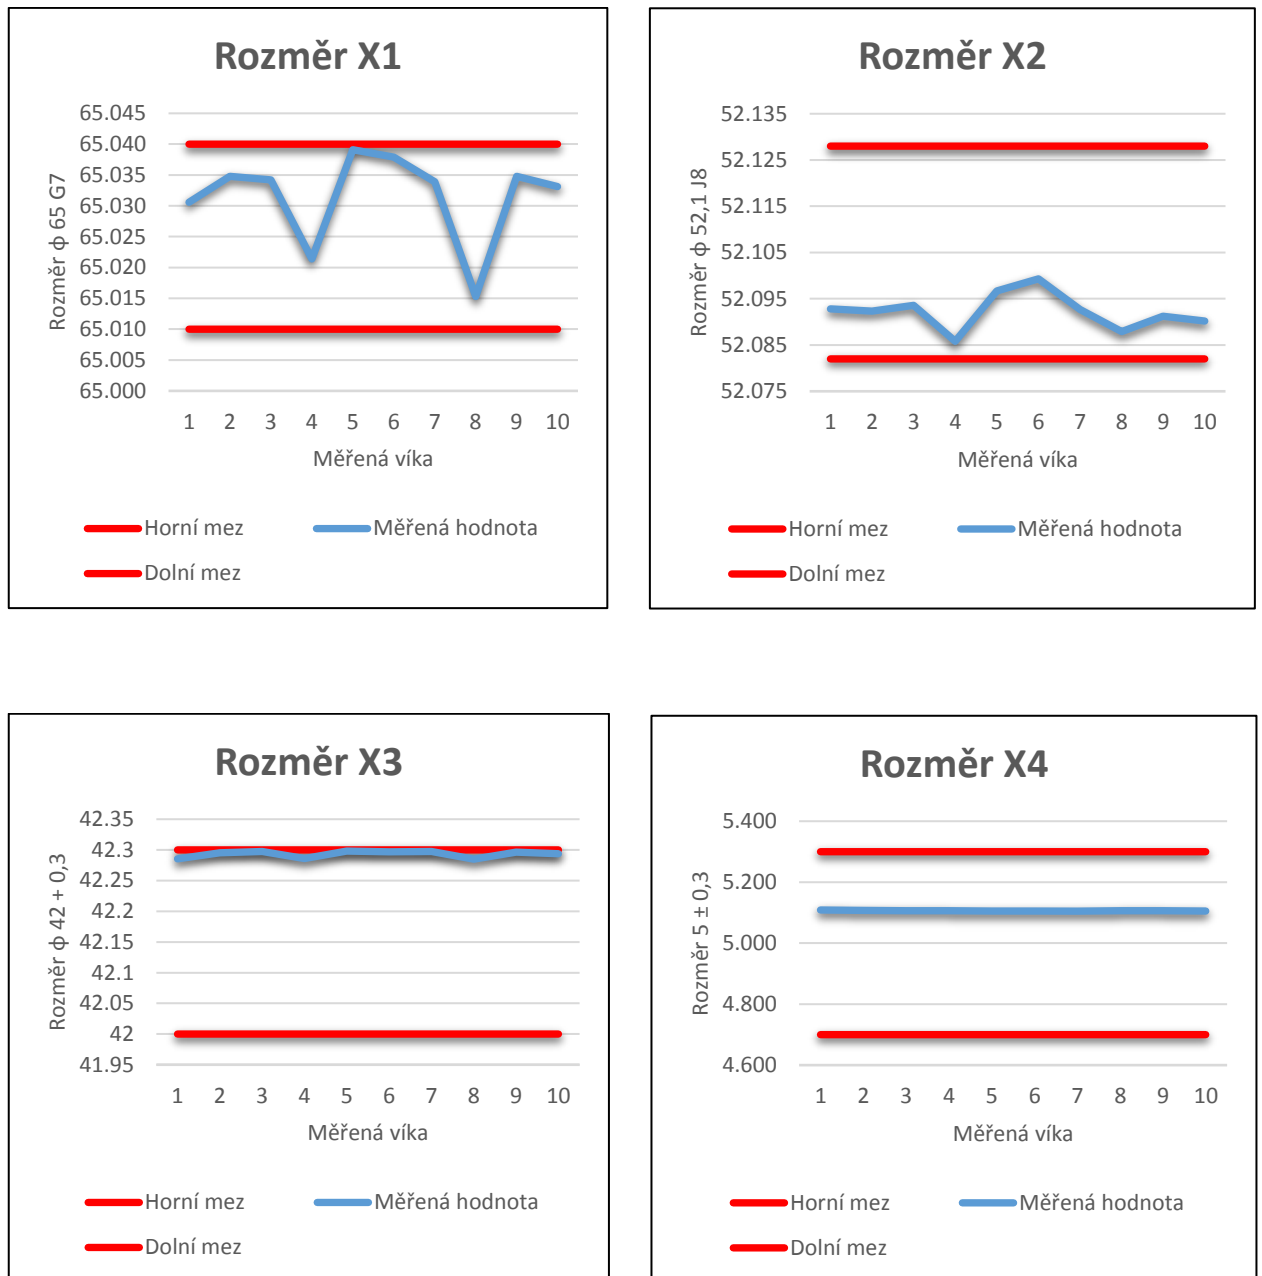 Rozměr X1
Rozměr ϕ 65 G7
65.045
65.040
65.035
65.030
65.025
65.020
65.015
65.010
65.005
65.000
1 2 3 4 5 6 7 8 9 10
Měřená víka
Horní mez Měřená hodnota
Dolní mez
Rozměr X2
Rozměr ϕ 52,1 J8
52.135
52.125
52.115
52.105
52.095
52.085
52.075
1 2 3 4 5 6 7 8 9 10
Měřená víka
Horní mez Měřená hodnota
Dolní mez
Rozměr X3
Rozměr ϕ 42 + 0,3
42.35
42.3
42.25
42.2
42.15
42.1
42.05
42
41.95
1 2 3 4 5 6 7 8 9 10
Měřená víka
Horní mez Měřená hodnota
Dolní mez
Rozměr X4
Rozměr 5 ± 0,3
5.400
5.200
5.000
4.800
4.600
1 2 3 4 5 6 7 8 9 10
Měřená víka
Horní mez Měřená hodnota
Dolní mez